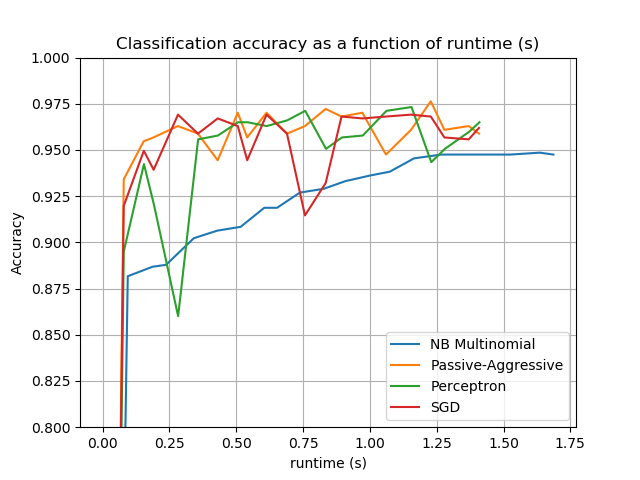 Classification accuracy as a function of runtime (s)
1.000
0.975
0.950
0.925
0.900
0.875
0.850
0.825
0.800
Accuracy
NB Multinomial
Passive-Aggressive
Perceptron
SGD
0.00 0.25 0.50 0.75 1.00 1.25 1.50 1.75
runtime (s)